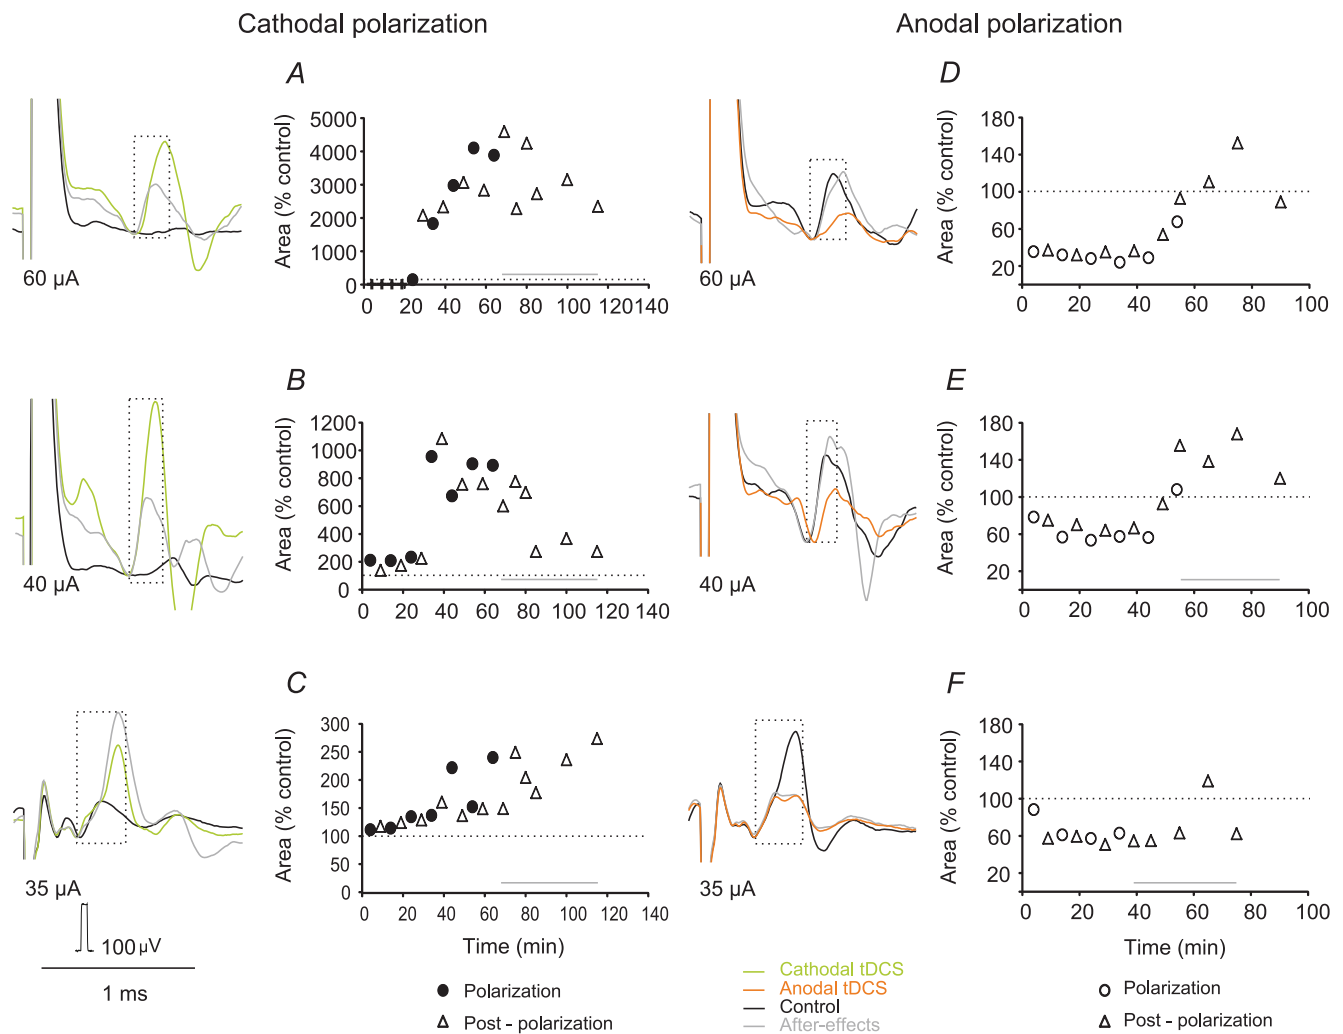 Cathodal polarization
Anodal polarization
A
Area (% control)
5000
4000
3000
2000
1000
0
0 20 40 60 80 100 120 140
60 µA
D
Area (% control)
180
140
100
60
20
0 20 40 60 80 100
60 µA
B
Area (% control)
1200
1000
800
600
400
200
0
0 20 40 60 80 100 120 140
40 µA
E
Area (% control)
180
140
100
60
20
0 20 40 60 80 100
40 µA
C
Area (% control)
300
250
200
150
100
50
0
0 20 40 60 80 100 120 140
Time (min)
35 µA
100 µV
1 ms
F
Area (% control)
180
140
100
60
20
0 20 40 60 80 100
Time (min)
35 µA
Polarization
Post - polarization
Cathodal tDCS
Anodal tDCS
Control
After-effects
Polarization
Post - polarization